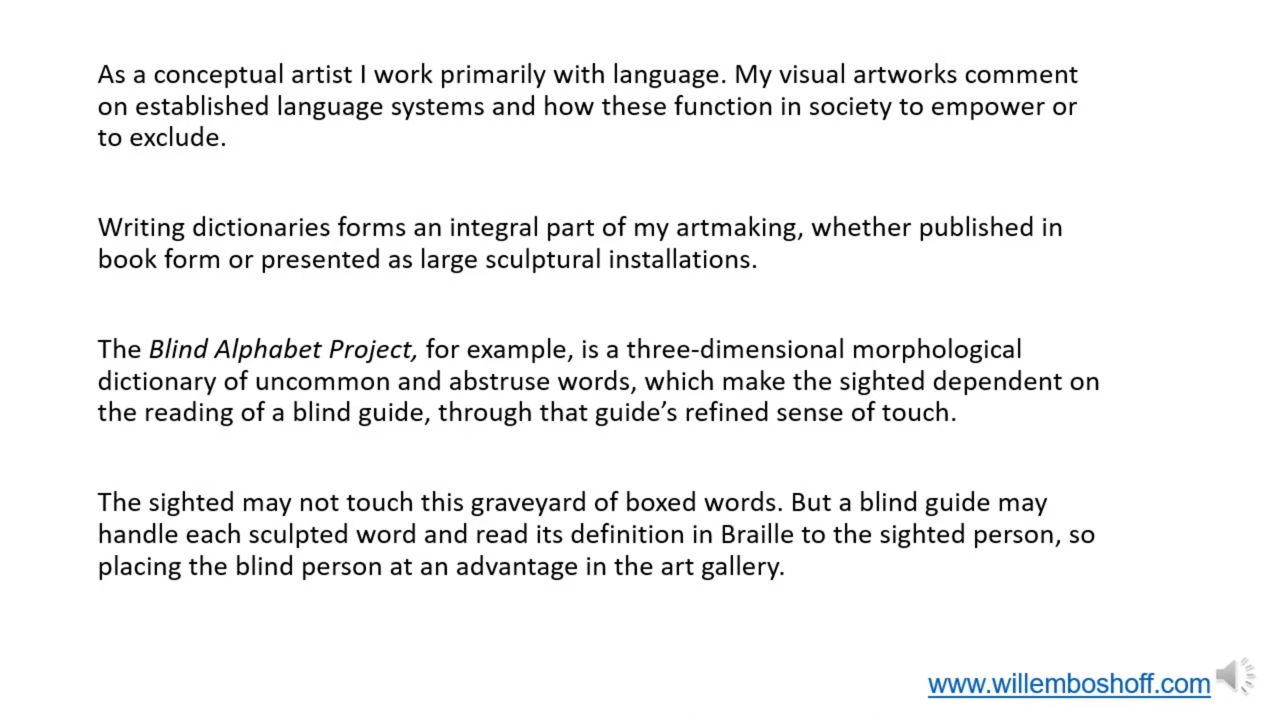 As a conceptual artist I work primarily with language. My visual artworks comment
on established language systems and how these function in society to empower or
to exclude.
Writing dictionaries forms an integral part of my artmaking, whether published in
book form or presented as large sculptural installations.
The Blind Alphabet Project, for example, is a three-dimensional morphological
dictionary of uncommon and abstruse words, which make the sighted dependent on
the reading of a blind guide, through that guide’s refined sense of touch.
The sighted may not touch this graveyard of boxed words. But a blind guide may
handle each sculpted word and read its definition in Braille to the sighted person, so
placing the blind person at an advantage in the art gallery.
www.willemboshoff.com